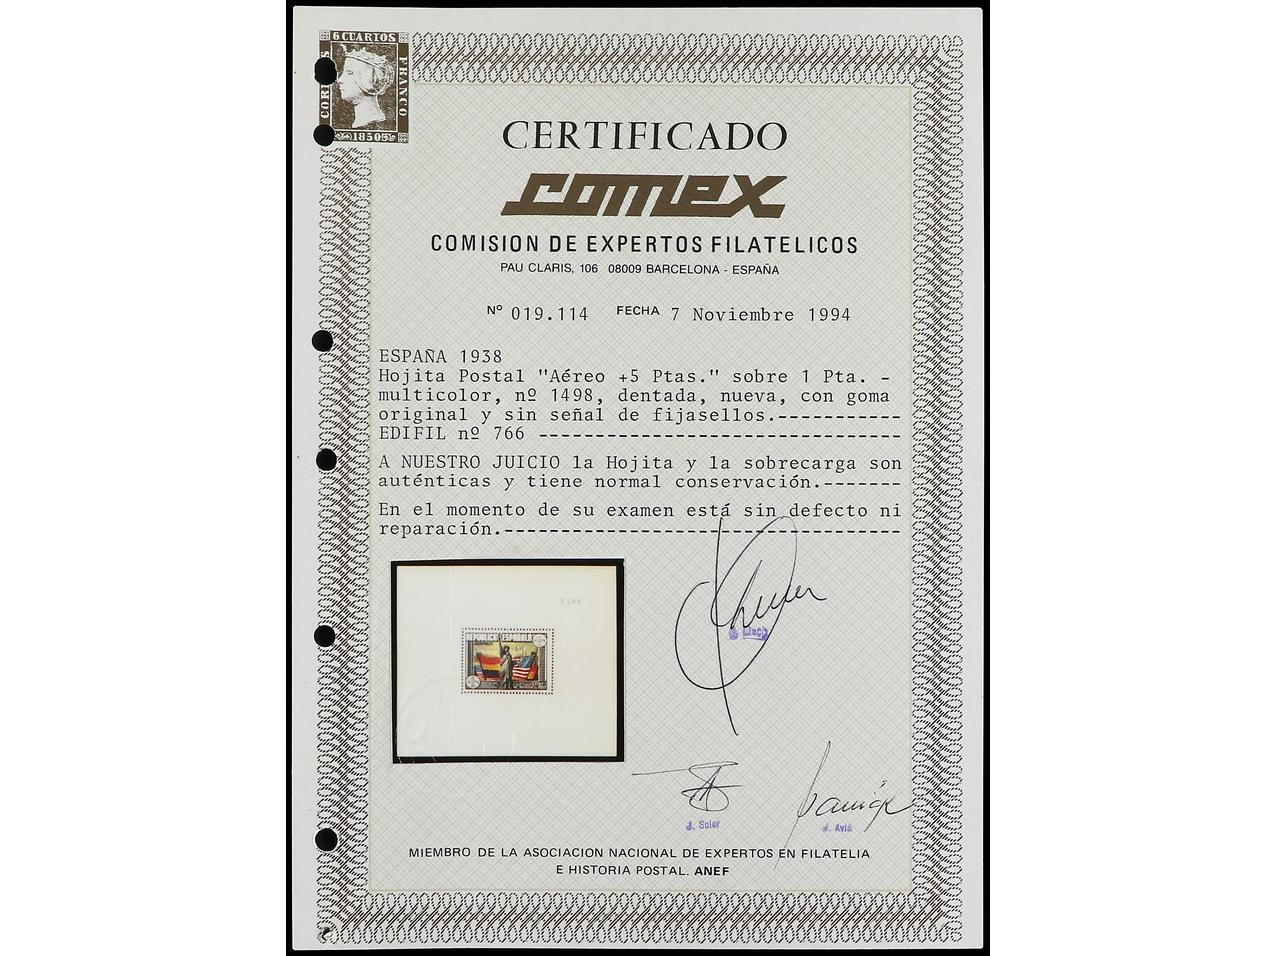 6 CUARTOS
CORREOS
FRANCO
1850
CERTIFICADO
comex
COMISION DE EXPERTOS FILATELICOS
PAU CLARIS, 106 08009 BARCELONA - ESPAÑA
Nº 019.114 FECHA 7 Noviembre 1994
ESPAÑA 1938
Hojita Postal "Aéreo +5 Ptas." sobre 1 Pta. -
multicolor, nº 1498, dentada, nueva, con goma
original y sin señal de fijasellos.-----------
EDIFIL nº 766 -------------------------------
A NUESTRO JUICIO la Hojita y la sobrecarga son
auténticas y tiene normal conservación.-------
En el momento de su examen está sin defecto ni
reparación.----------------------------------
1498
REPUBLICA ESPAÑOLA
J. Soler
J. Avid
MIEMBRO DE LA ASOCIACION NACIONAL DE EXPERTOS EN FILATELIA
E HISTORIA POSTAL. ANEF